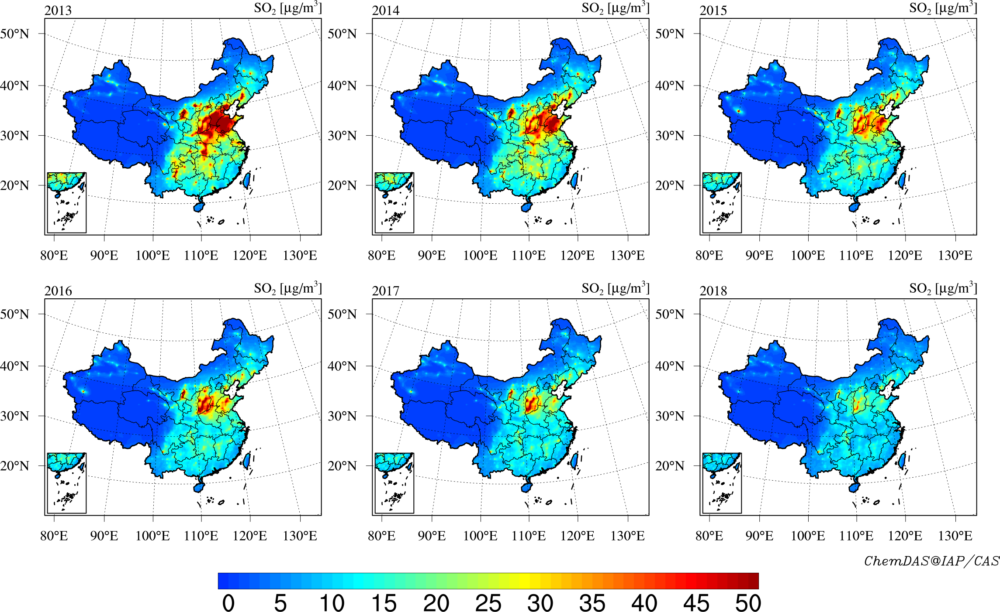 2013 SO₂ [µg/m³] 2014 SO₂ [µg/m³] 2015 SO₂ [µg/m³]
50°N 50°N 50°N
40°N 40°N 40°N
30°N 30°N 30°N
20°N 20°N 20°N
80°E 90°E 100°E 110°E 120°E 130°E 80°E 90°E 100°E 110°E 120°E 130°E 80°E 90°E 100°E 110°E 120°E 130°E
2016 SO₂ [µg/m³] 2017 SO₂ [µg/m³] 2018 SO₂ [µg/m³]
50°N 50°N 50°N
40°N 40°N 40°N
30°N 30°N 30°N
20°N 20°N 20°N
80°E 90°E 100°E 110°E 120°E 130°E 80°E 90°E 100°E 110°E 120°E 130°E 80°E 90°E 100°E 110°E 120°E 130°E
ChemDAS@IAP/CAS
0 5 10 15 20 25 30 35 40 45 50